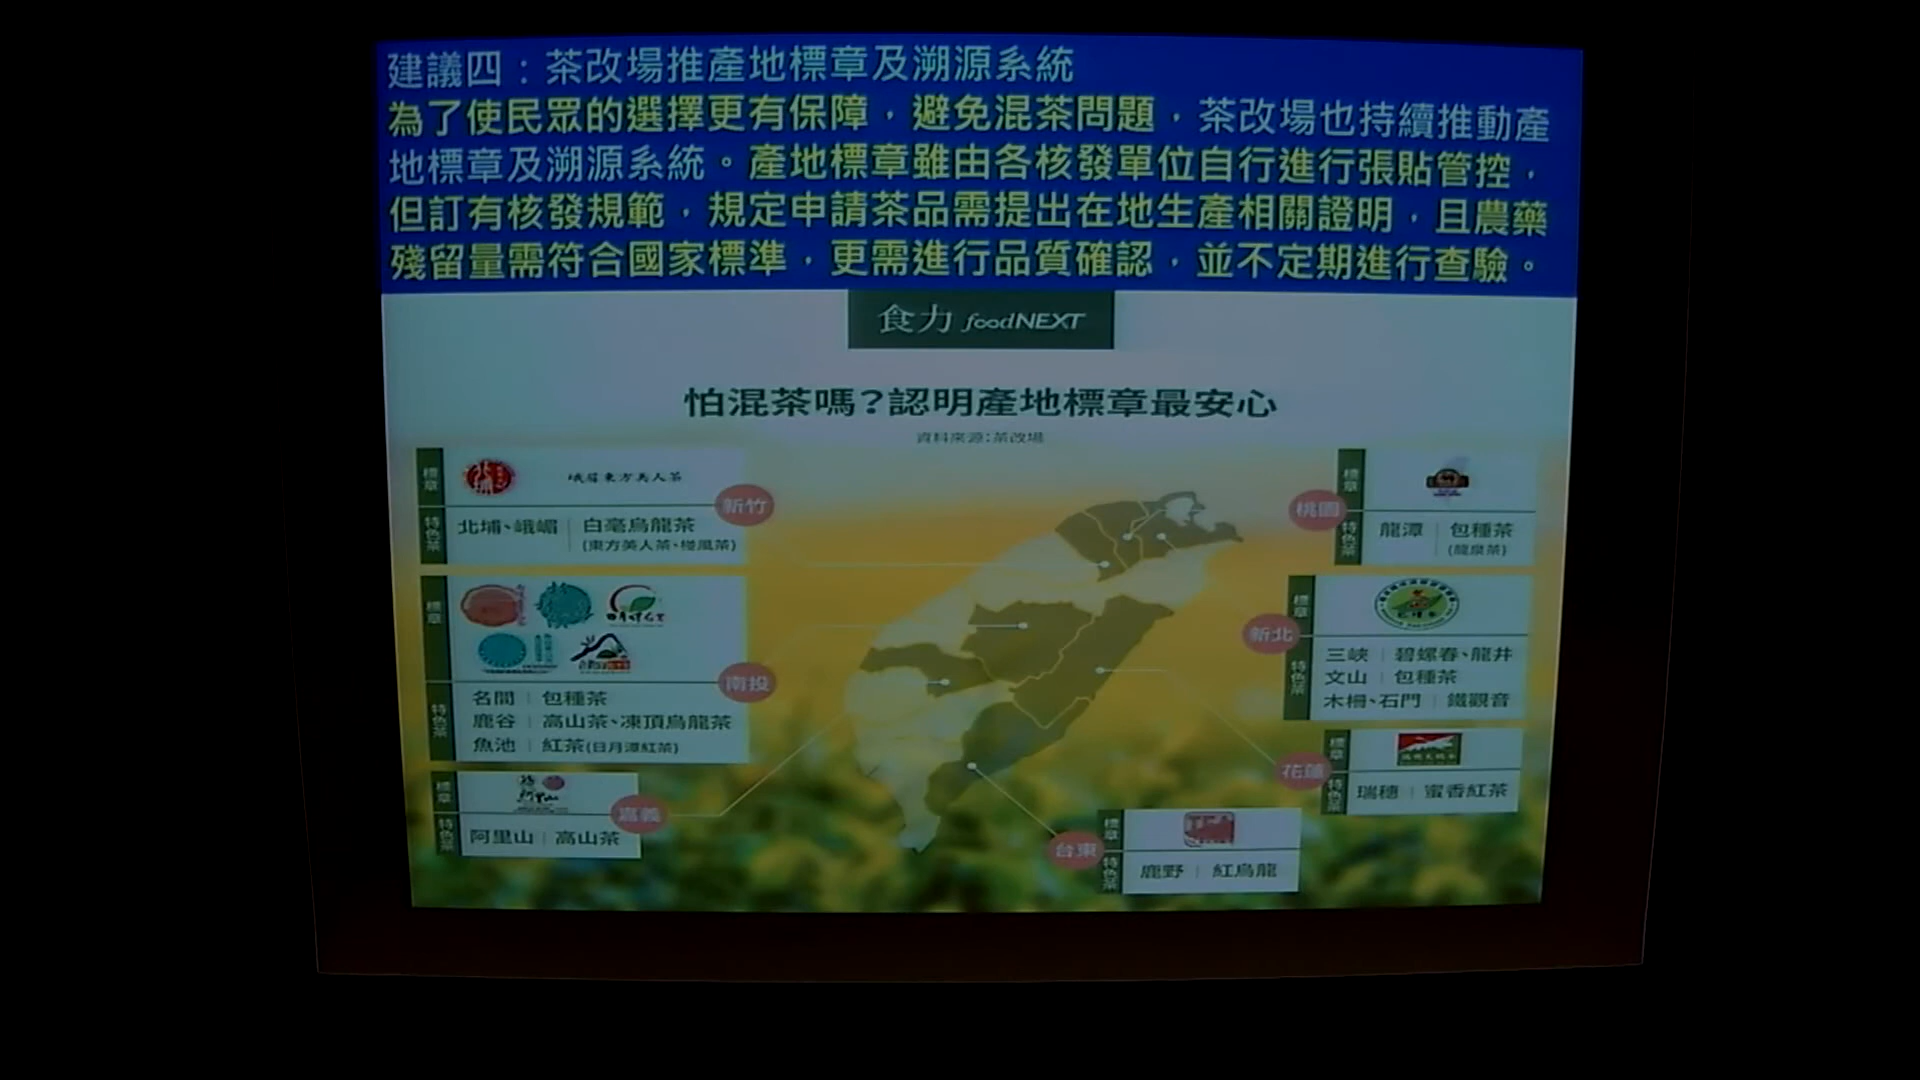 建議四：茶改場推產地標章及溯源系統
為了使民眾的選擇更有保障，避免混茶問題，茶改場也持續推動產
地標章及溯源系統。產地標章雖由各核發單位自行進行張貼管控，
但訂有核發規範，規定申請茶品需提出在地生產相關證明，且農藥
殘留量需符合國家標準，更需進行品質確認，並不定期進行查驗。
食力 foodNEXT
怕混茶嗎?認明產地標章最安心
資料來源：茶改場
標章
北埔
峨眉東方美人茶
新竹
特色茶
北埔、峨嵋 白毫烏龍茶
(東方美人茶、椪風茶)
標章
南投
特色茶
名間 包種茶
鹿谷 高山茶、凍頂烏龍茶
魚池 紅茶(日月潭紅茶)
標章
嘉義
特色茶
阿里山 高山茶
標章
桃園
特色茶
龍潭 包種茶
(龍泉茶)
標章
新北
特色茶
三峽 碧螺春、龍井
文山 包種茶
木柵、石門 鐵觀音
標章
花蓮
特色茶
瑞穗 蜜香紅茶
標章
台東
特色茶
鹿野 紅烏龍